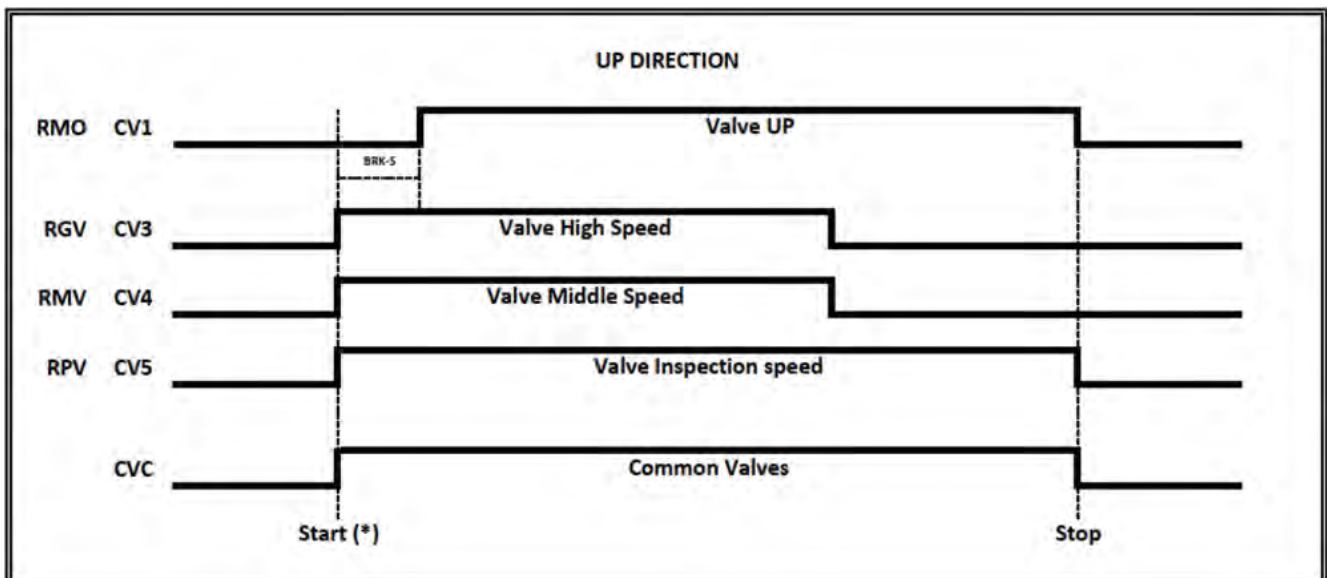 UP DIRECTION
RMO CV1 Valve UP
BRK-S
RGV CV3 Valve High Speed
RMV CV4 Valve Middle Speed
RPV CV5 Valve Inspection speed
CVC Common Valves
Start (*) Stop